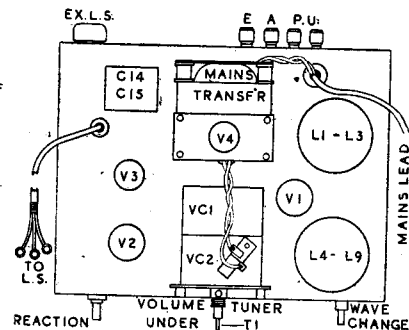 EX.L.S.
E A P.U:
C14
C15
MAINS
TRANSF'R
V4
L1-L3
V3
V1
VC1
V2
VC2
L4-L9
MAINS LEAD
TO
L.S.
REACTION
VOLUME
UNDER
TUNER
T1
WAVE
CHANGE